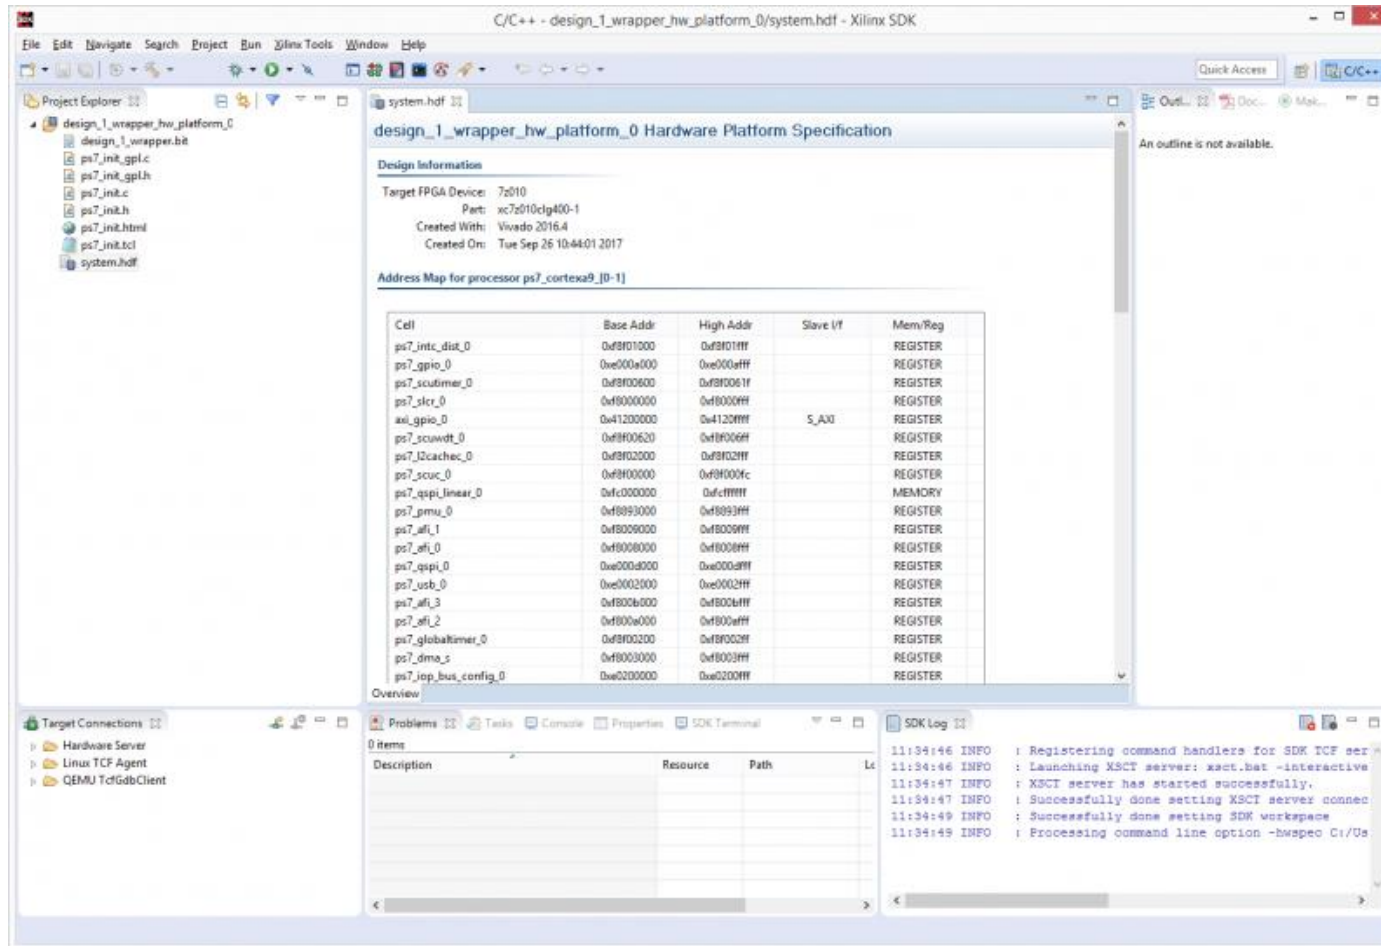 C/C++ - design_1_wrapper_hw_platform_0/system.hdf - Xilinx SDK
File Edit Navigate Search Project Run Xilinx Tools Window Help
Quick Access
C/C++
Project Explorer
design_1_wrapper_hw_platform_0
design_1_wrapper.bit
ps7_init_gpl.c
ps7_init_gpl.h
ps7_init.c
ps7_init.h
ps7_init.html
ps7_init.tcl
system.hdf
system.hdf
design_1_wrapper_hw_platform_0 Hardware Platform Specification
Design Information
Target FPGA Device: 7z010
Part: xc7z010clg400-1
Created With: Vivado 2016.4
Created On: Tue Sep 26 10:44:01 2017
Address Map for processor ps7_cortexa9_[0-1]
Cell Base Addr High Addr Slave I/f Mem/Reg
ps7_intc_dist_0 0xf8f01000 0xf8f01fff REGISTER
ps7_gpio_0 0xe000a000 0xe000afff REGISTER
ps7_scutimer_0 0xf8f00600 0xf8f0061f REGISTER
ps7_slcr_0 0xf8000000 0xf8000fff REGISTER
axi_gpio_0 0x41200000 0x4120ffff S_AXI REGISTER
ps7_scuwdt_0 0xf8f00620 0xf8f006ff REGISTER
ps7_l2cachec_0 0xf8f02000 0xf8f02fff REGISTER
ps7_scuc_0 0xf8f00000 0xf8f000fc REGISTER
ps7_qspi_linear_0 0xfc000000 0xfcffffff MEMORY
ps7_pmu_0 0xf8893000 0xf8893fff REGISTER
ps7_afi_1 0xf8009000 0xf8009fff REGISTER
ps7_afi_0 0xf8008000 0xf8008fff REGISTER
ps7_qspi_0 0xe000d000 0xe000dfff REGISTER
ps7_usb_0 0xe0002000 0xe0002fff REGISTER
ps7_afi_3 0xf800b000 0xf800bfff REGISTER
ps7_afi_2 0xf800a000 0xf800afff REGISTER
ps7_globaltimer_0 0xf8f00200 0xf8f002ff REGISTER
ps7_dma_s 0xf8003000 0xf8003fff REGISTER
ps7_iop_bus_config_0 0xe0200000 0xe0200fff REGISTER
Overview
Outl... Doc... Mak...
An outline is not available.
Target Connections
Hardware Server
Linux TCF Agent
QEMU TcfGdbClient
Problems Tasks Console Properties SDK Terminal
0 items
Description Resource Path Lc
SDK Log
11:34:46 INFO : Registering command handlers for SDK TCF ser
11:34:46 INFO : Launching XSCT server: xsct.bat -interactive
11:34:47 INFO : XSCT server has started successfully.
11:34:47 INFO : Successfully done setting XSCT server connec
11:34:49 INFO : Successfully done setting SDK workspace
11:34:49 INFO : Processing command line option -hwspec C:/Us